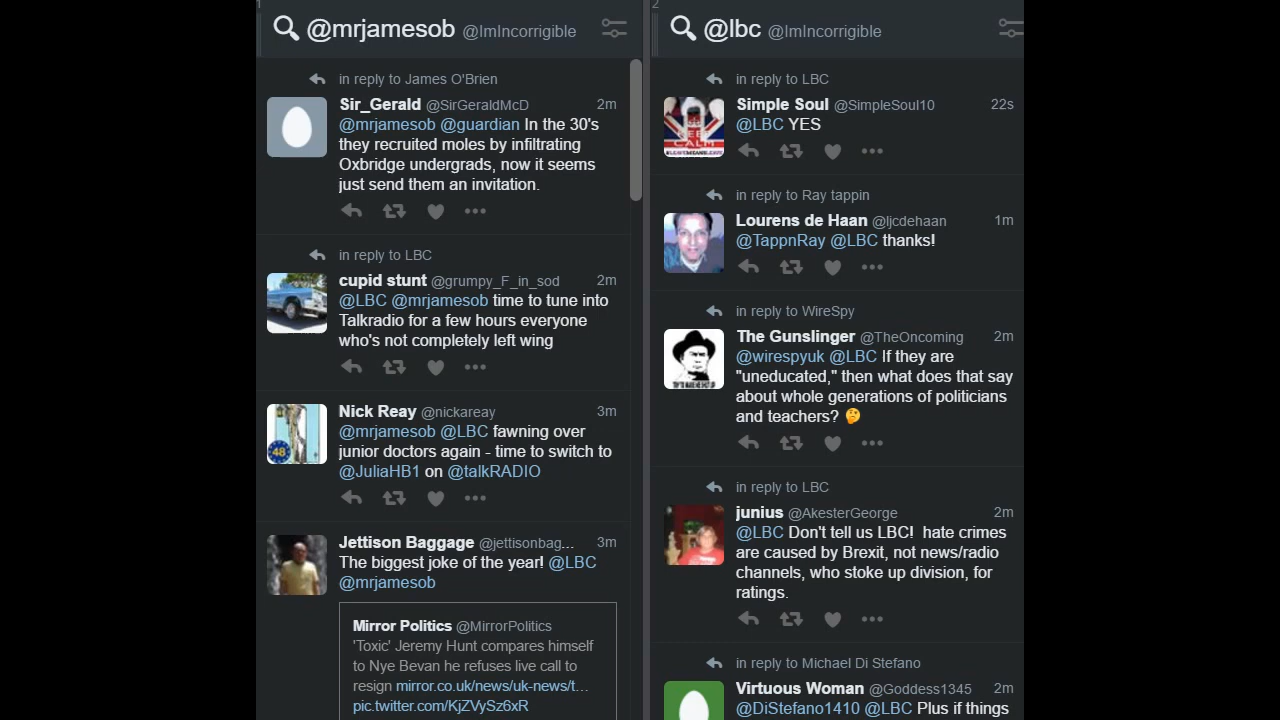 1
@mrjamesob @ImIncorrigible
in reply to James O'Brien
Sir_Gerald @SirGeraldMcD 2m
@mrjamesob @guardian In the 30's
they recruited moles by infiltrating
Oxbridge undergrads, now it seems
just send them an invitation.
in reply to LBC
cupid stunt @grumpy_F_in_sod 2m
@LBC @mrjamesob time to tune into
Talkradio for a few hours everyone
who's not completely left wing
48
Nick Reay @nickareay 3m
@mrjamesob @LBC fawning over
junior doctors again - time to switch to
@JuliaHB1 on @talkRADIO
Jettison Baggage @jettisonbag... 3m
The biggest joke of the year! @LBC
@mrjamesob
Mirror Politics @MirrorPolitics
'Toxic' Jeremy Hunt compares himself
to Nye Bevan he refuses live call to
resign mirror.co.uk/news/uk-news/t...
pic.twitter.com/KjZVySz6xR
2
@lbc @ImIncorrigible
in reply to LBC
Simple Soul @SimpleSoul10 22s
@LBC YES
KEEP
CALM
in reply to Ray tappin
Lourens de Haan @ljcdehaan 1m
@TappnRay @LBC thanks!
in reply to WireSpy
The Gunslinger @TheOncoming 2m
@wirespyuk @LBC If they are
"uneducated," then what does that say
about whole generations of politicians
and teachers? 🤔
in reply to LBC
junius @AkesterGeorge 2m
@LBC Don't tell us LBC!  hate crimes
are caused by Brexit, not news/radio
channels, who stoke up division, for
ratings.
in reply to Michael Di Stefano
Virtuous Woman @Goddess1345 2m
@DiStefano1410 @LBC Plus if things